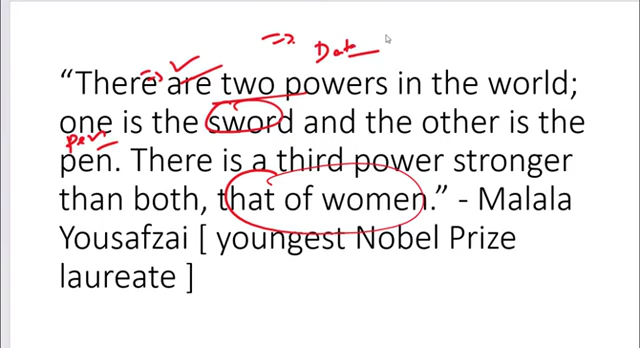 ⇒ Data
“There are two powers in the world;
one is the sword and the other is the
pen
pen. There is a third power stronger
than both, that of women.” - Malala
Yousafzai [ youngest Nobel Prize
laureate ]